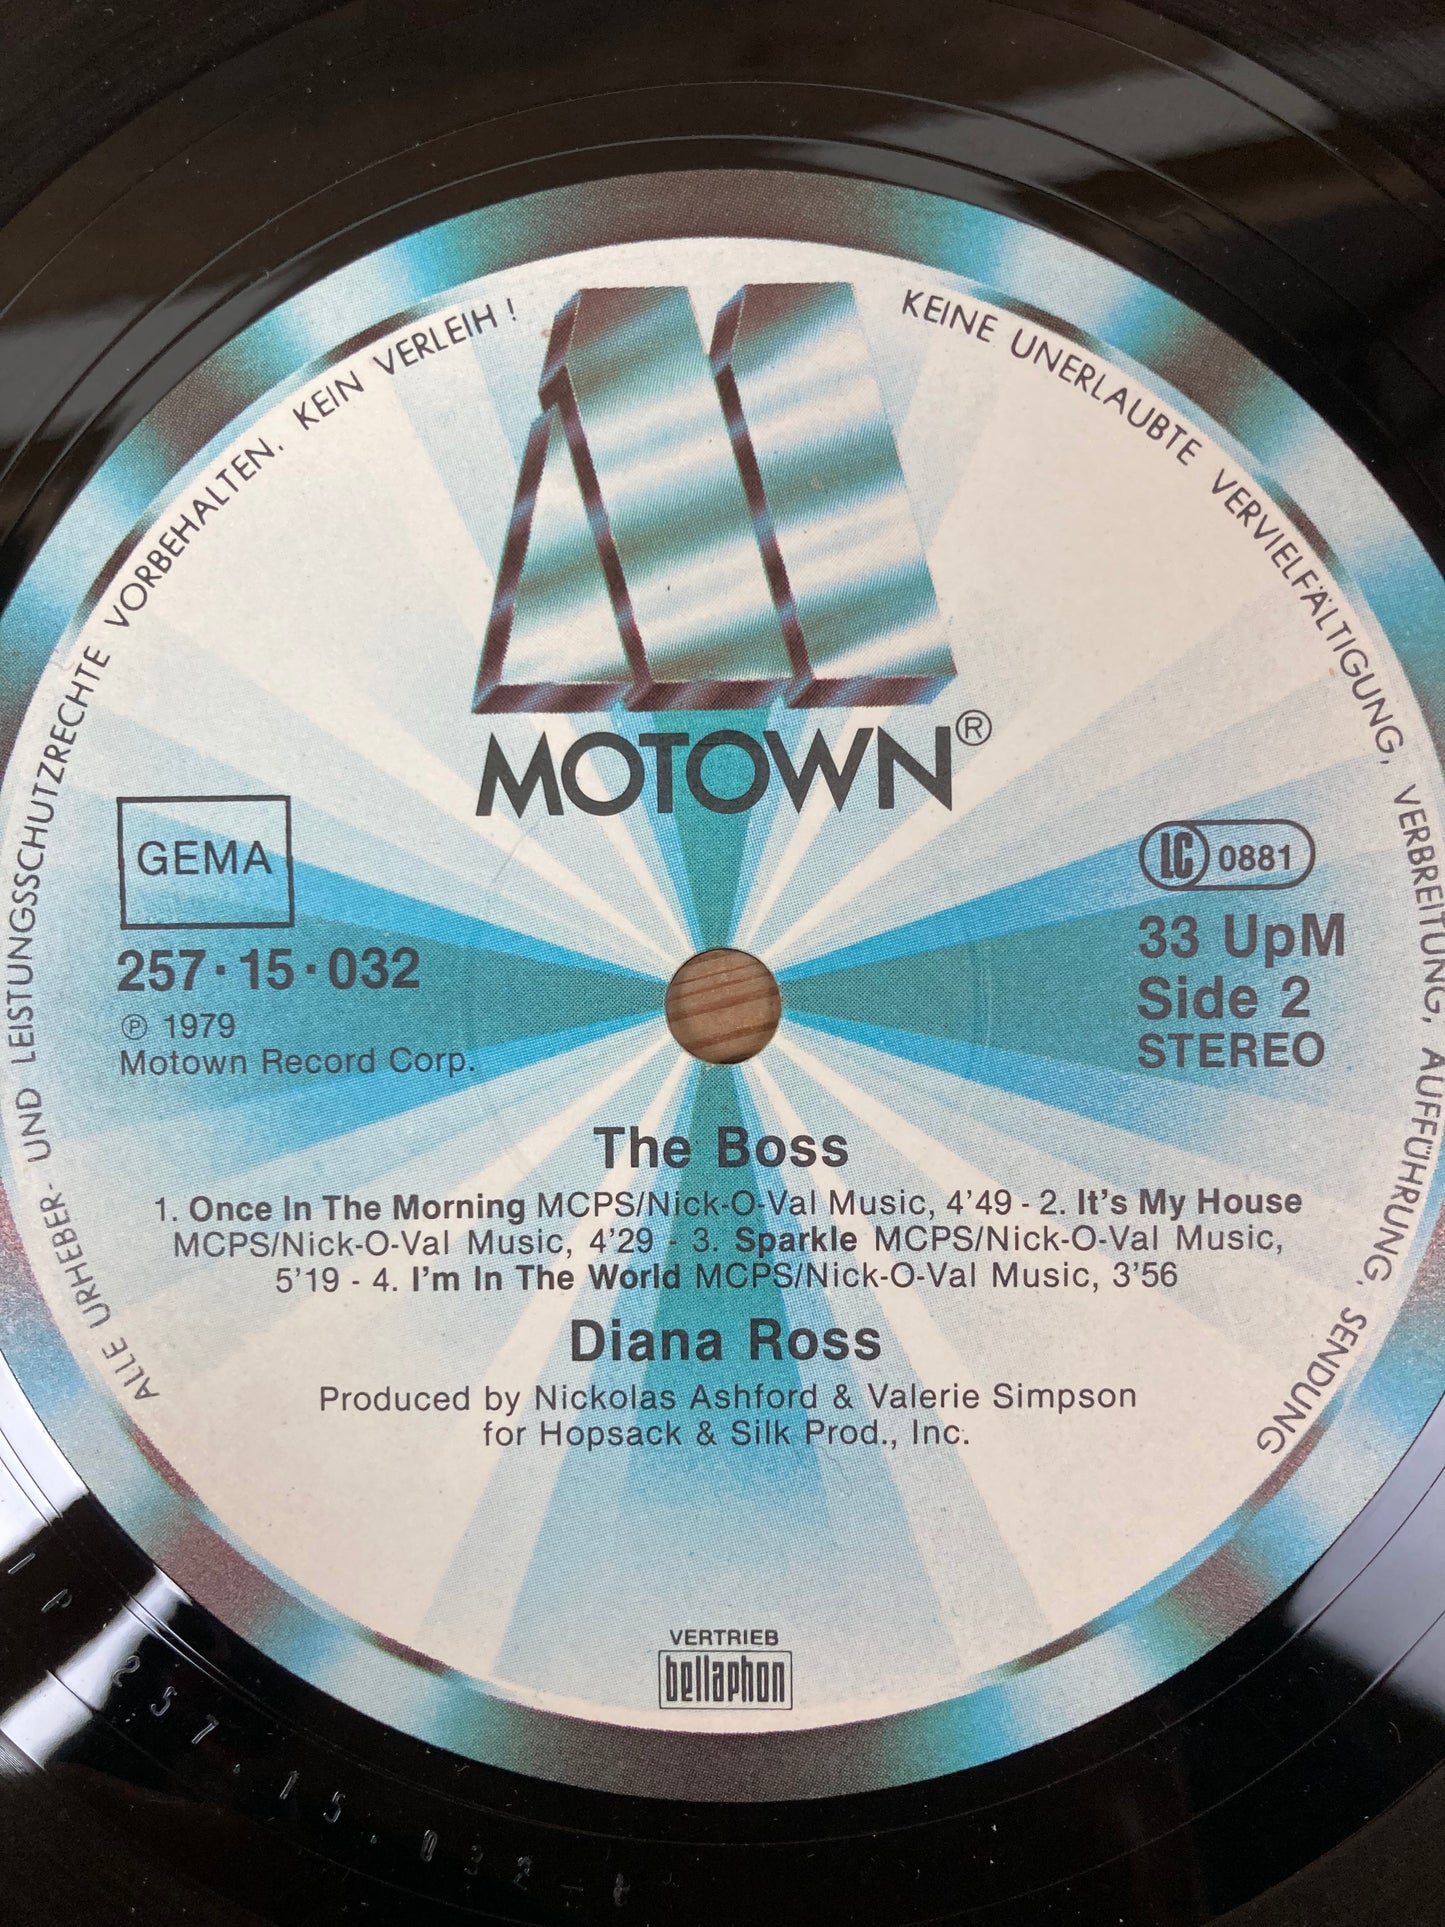 ALLE URHEBER- UND LEISTUNGSSCHUTZRECHTE VORBEHALTEN. KEIN VERLEIH !
KEINE UNERLAUBTE VERVIELFÄLTIGUNG, VERBREITUNG, AUFFÜHRUNG, SENDUNG
MOTOWN®
GEMA
257·15·032
℗ 1979
Motown Record Corp.
LC 0881
33 UpM
Side 2
STEREO
The Boss
1. Once In The Morning MCPS/Nick-O-Val Music, 4'49 - 2. It's My House
MCPS/Nick-O-Val Music, 4'29 - 3. Sparkle MCPS/Nick-O-Val Music,
5'19 - 4. I'm In The World MCPS/Nick-O-Val Music, 3'56
Diana Ross
Produced by Nickolas Ashford & Valerie Simpson
for Hopsack & Silk Prod., Inc.
VERTRIEB
bellaphon
257.15.032